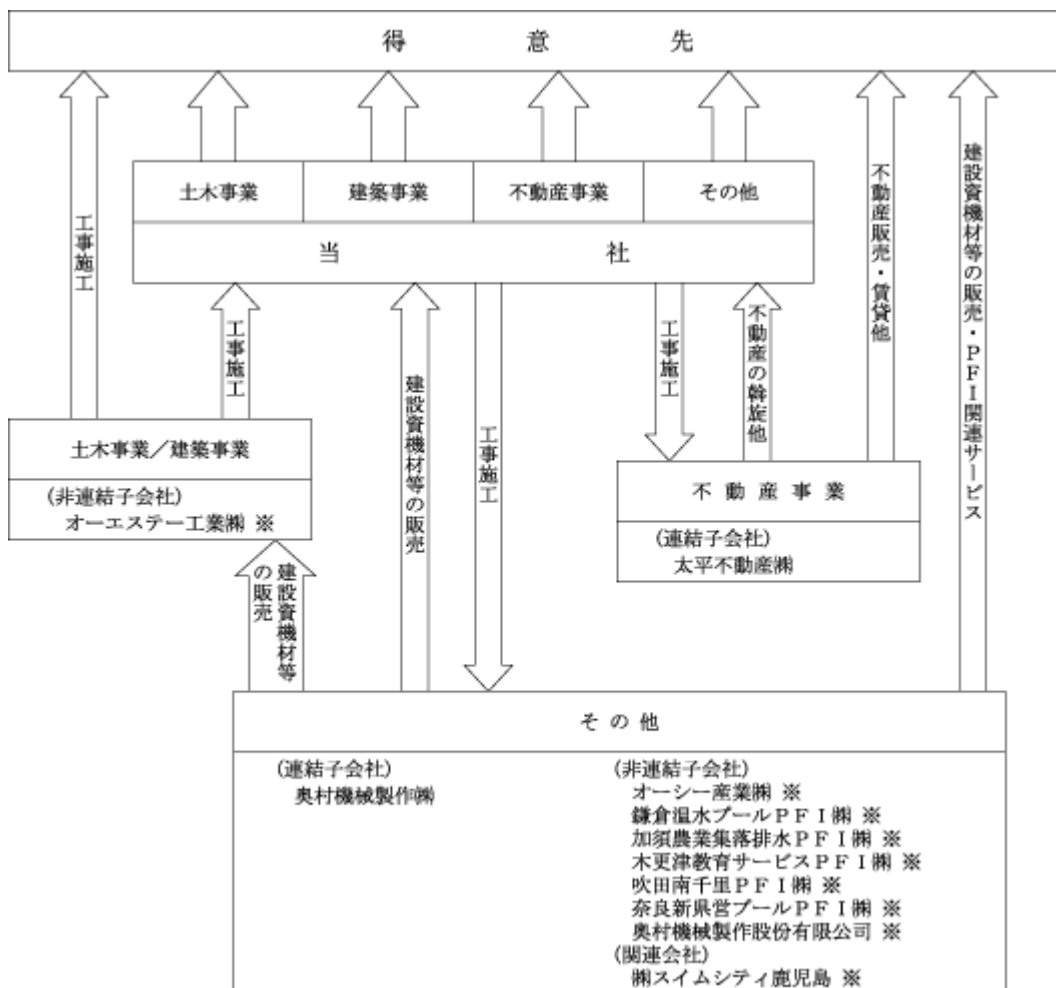 得意先
土木事業
建築事業
不動産事業
その他
当社
工事施工
工事施工
建設資機材等の販売
工事施工
工事施工
不動産の斡旋他
不動産販売・賃貸他
建設資機材等の販売・ＰＦＩ関連サービス
土木事業／建築事業
(非連結子会社)
オーエステー工業㈱ ※
不動産事業
(連結子会社)
太平不動産㈱
建設資機材等
の販売
その他
(連結子会社)
奥村機械製作㈱
(非連結子会社)
オーシー産業㈱ ※
鎌倉温水プールＰＦＩ㈱ ※
加須農業集落排水ＰＦＩ㈱ ※
木更津教育サービスＰＦＩ㈱ ※
吹田南千里ＰＦＩ㈱ ※
奈良新県営プールＰＦＩ㈱ ※
奥村機械製作股份有限公司 ※
(関連会社)
㈱スイムシティ鹿児島 ※